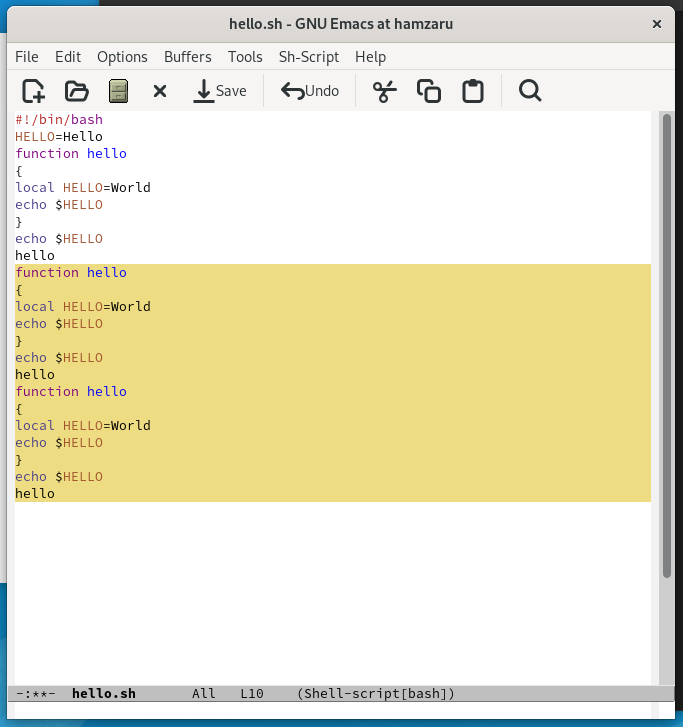 hello.sh - GNU Emacs at hamzaru
File Edit Options Buffers Tools Sh-Script Help
Save Undo
#!/bin/bash
HELLO=Hello
function hello
{
local HELLO=World
echo $HELLO
}
echo $HELLO
hello
function hello
{
local HELLO=World
echo $HELLO
}
echo $HELLO
hello
function hello
{
local HELLO=World
echo $HELLO
}
echo $HELLO
hello
-:**- hello.sh All L10 (Shell-script[bash])